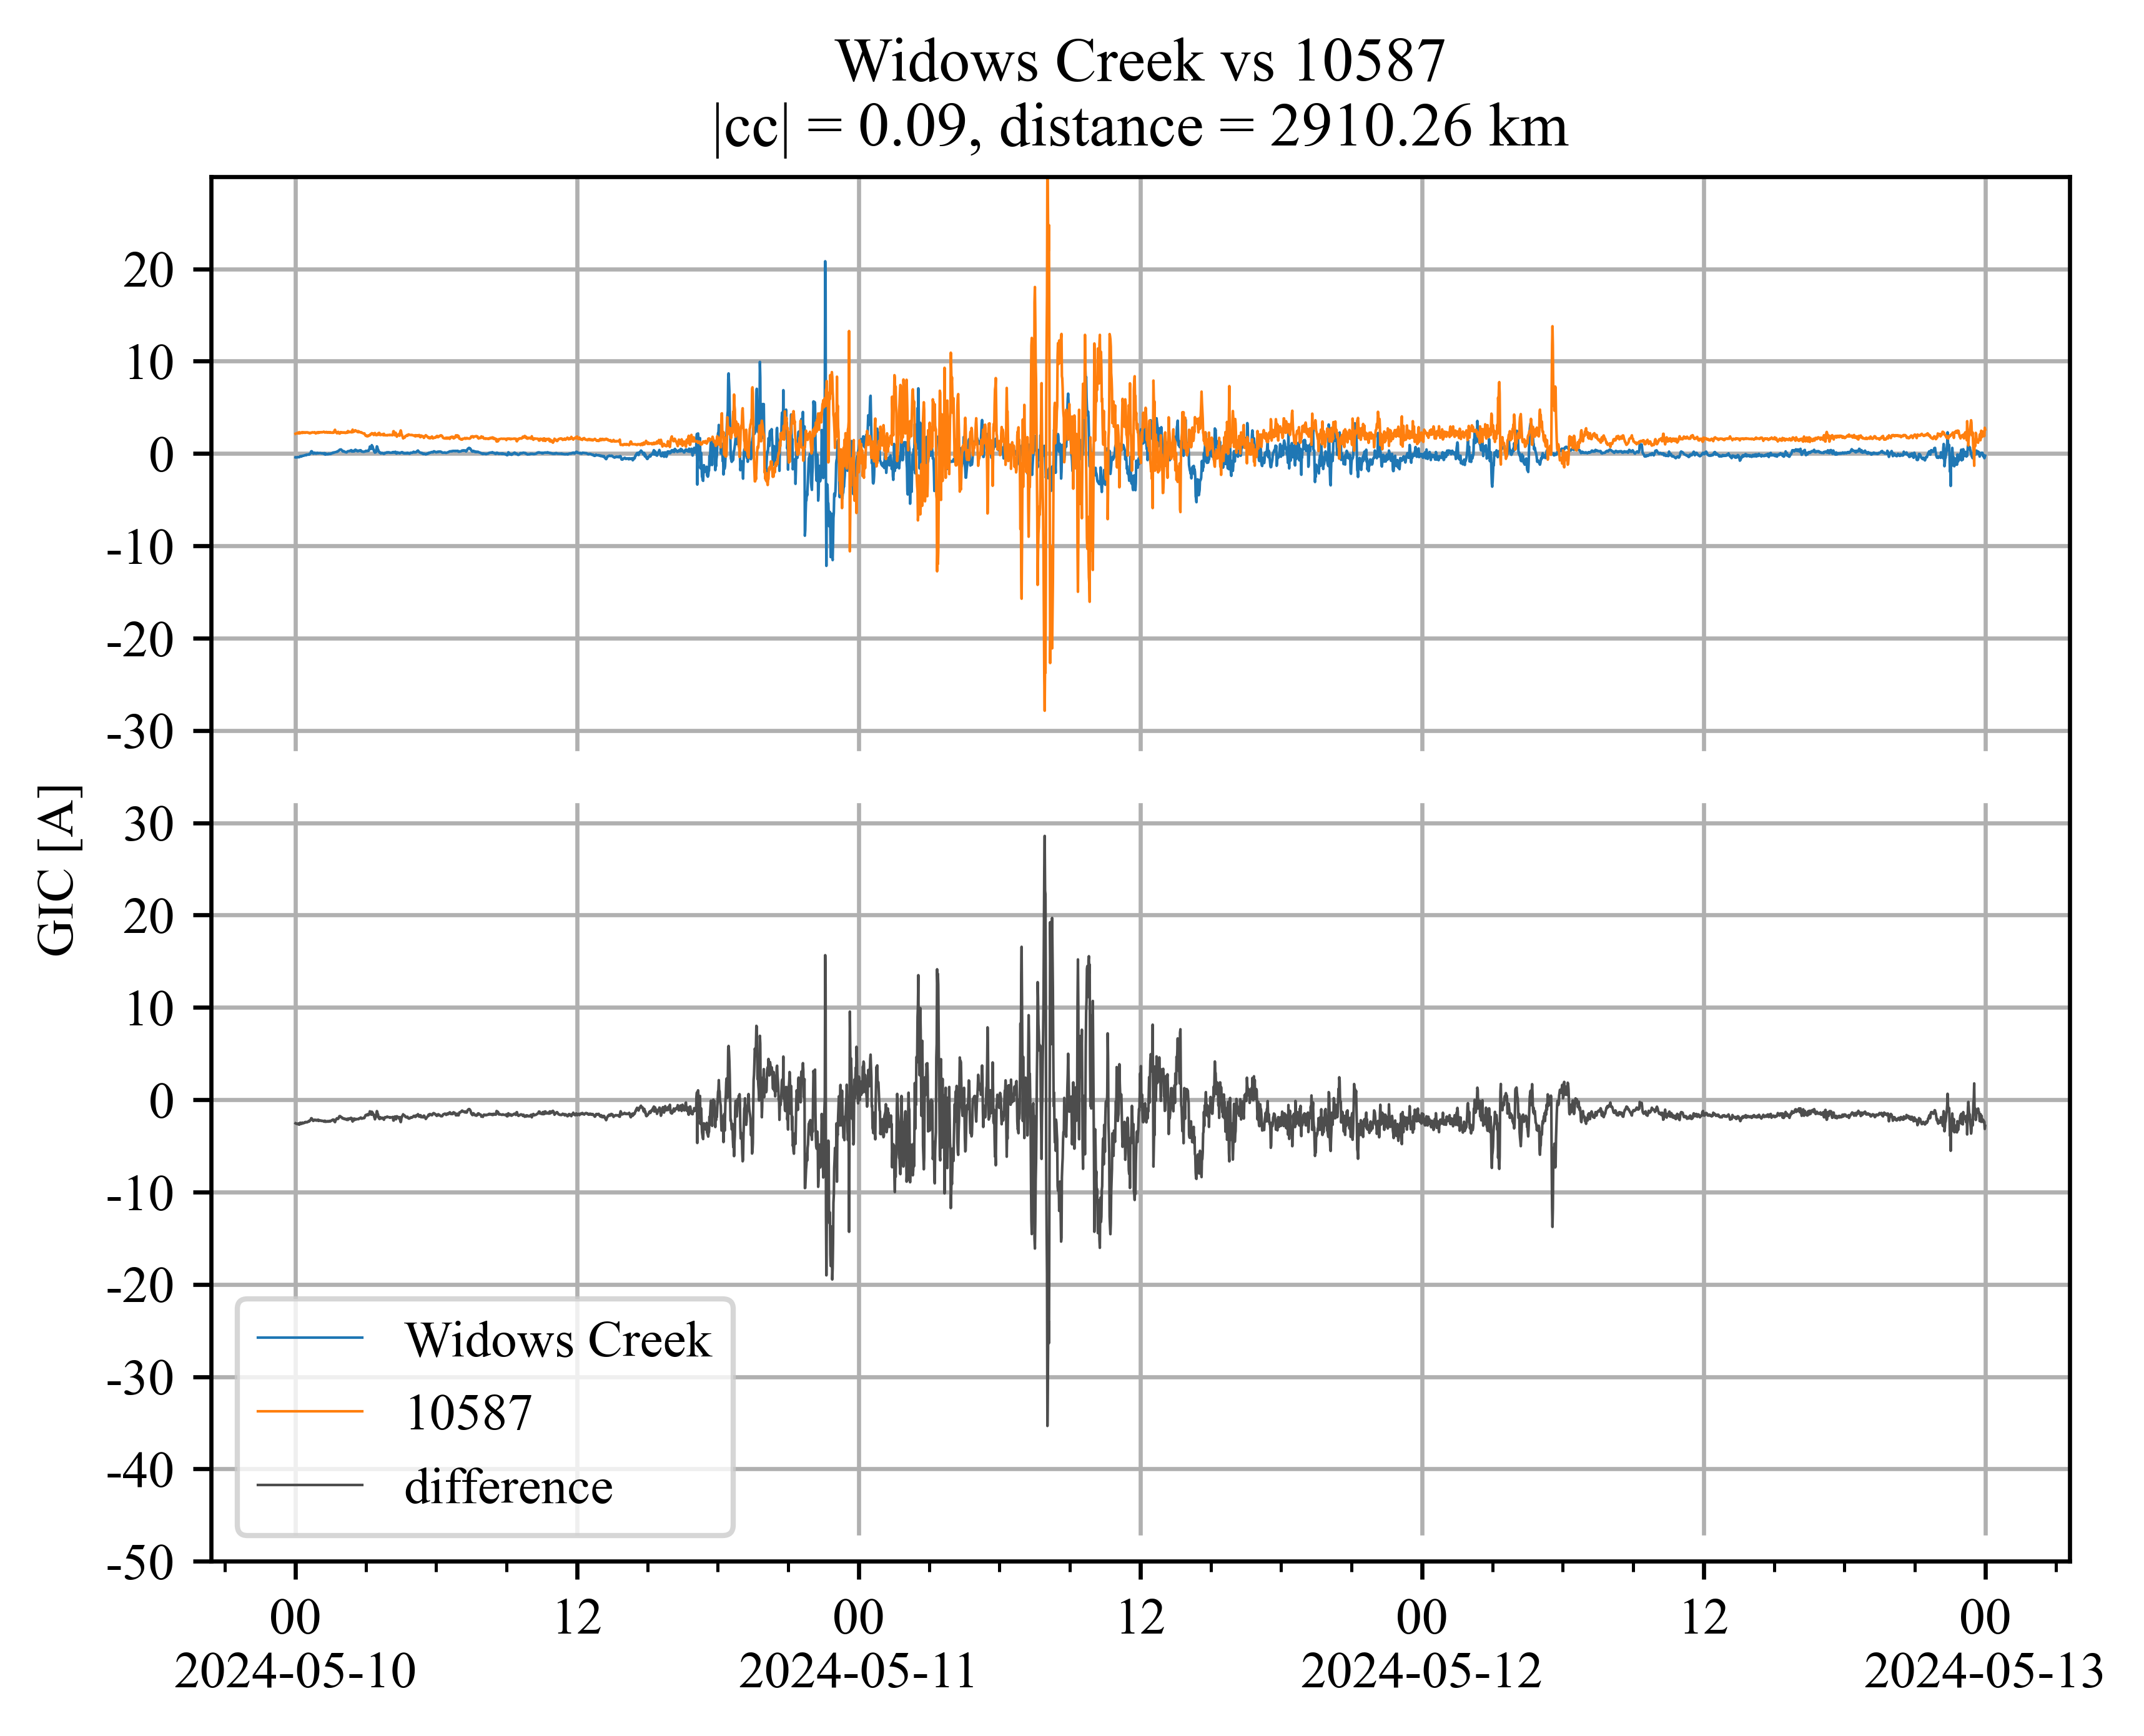 Widows Creek vs 10587
|cc| = 0.09, distance = 2910.26 km
20
10
0
-10
-20
-30
30
20
10
0
-10
-20
-30
-40
-50
GIC [A]
Widows Creek
10587
difference
00 12 00 12 00 12 00
2024-05-10 2024-05-11 2024-05-12 2024-05-13